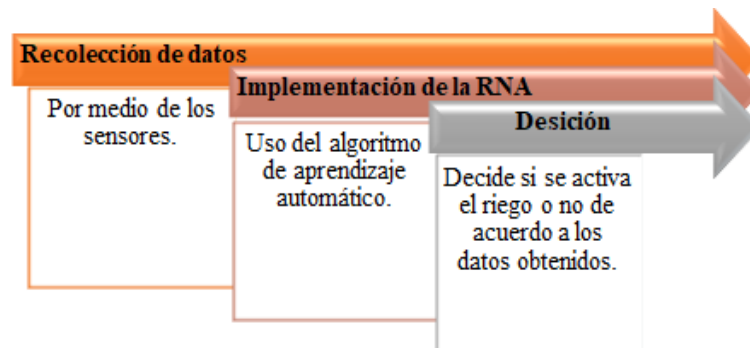 Recolección de datos
Por medio de los
sensores.
Implementación de la RNA
Uso del algoritmo
de aprendizaje
automático.
Desición
Decide si se activa
el riego o no de
acuerdo a los
datos obtenidos.